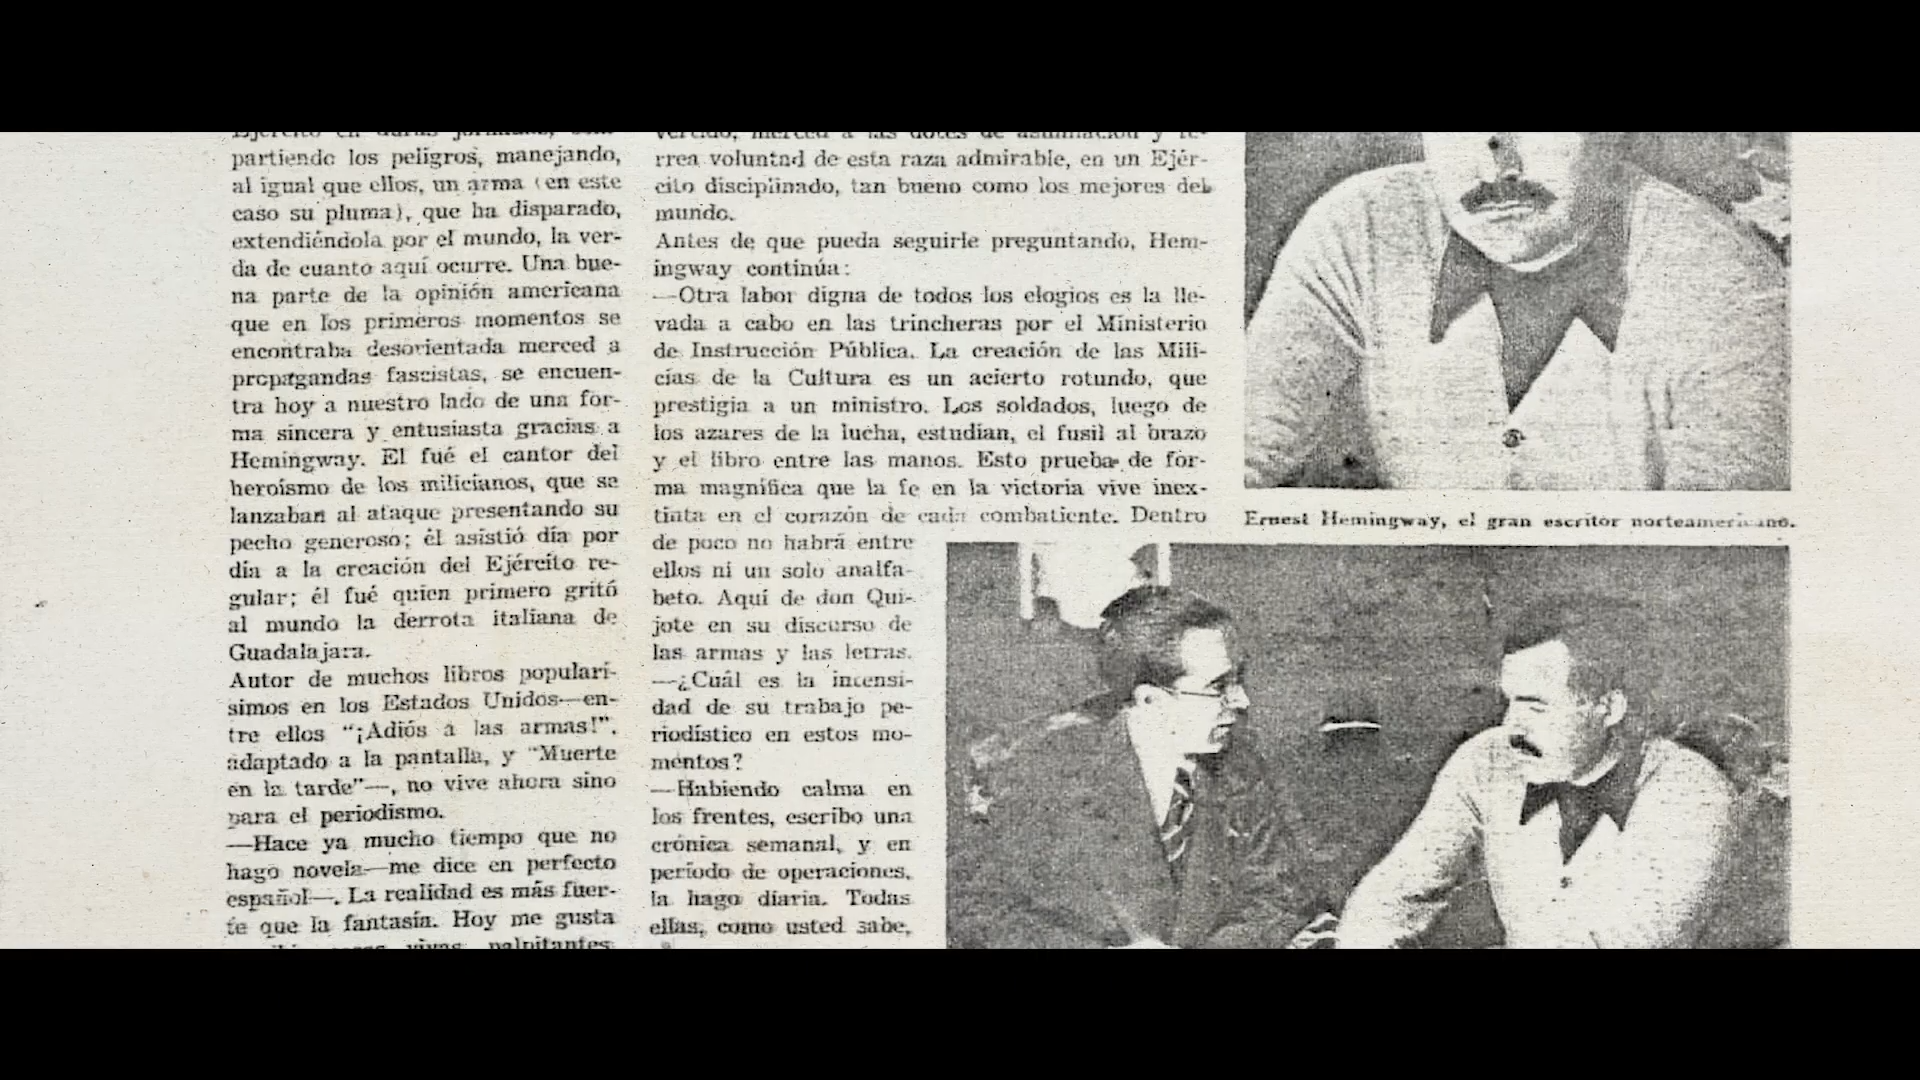 partiendo los peligros, manejando,
al igual que ellos, un arma (en este
caso su pluma), que ha disparado,
extendiéndola por el mundo, la ver-
da de cuanto aquí ocurre. Una bue-
na parte de la opinión americana
que en los primeros momentos se
encontraba desorientada merced a
propagandas fascistas, se encuen-
tra hoy a nuestro lado de una for-
ma sincera y entusiasta gracias a
Hemingway. El fué el cantor del
heroísmo de los milicianos, que se
lanzaban al ataque presentando su
pecho generoso; él asistió día por
día a la creación del Ejército re-
gular; él fué quien primero gritó
al mundo la derrota italiana de
Guadalajara.
Autor de muchos libros populari-
simos en los Estados Unidos—en-
tre ellos "¡Adiós a las armas!".
adaptado a la pantalla, y "Muerte
en la tarde"—, no vive ahora sino
para el periodismo.
—Hace ya mucho tiempo que no
hago novela—me dice en perfecto
español—. La realidad es más fuer-
te que la fantasía. Hoy me gusta
vivas, palpitantes,
vertido, merced a las dotes de asimilación y fe-
rrea voluntad de esta raza admirable, en un Ejér-
cito disciplinado, tan bueno como los mejores del
mundo.
Antes de que pueda seguirle preguntando, Hem-
ingway continúa:
—Otra labor digna de todos los elogios es la lle-
vada a cabo en las trincheras por el Ministerio
de Instrucción Pública. La creación de las Mili-
cias de la Cultura es un acierto rotundo, que
prestigia a un ministro. Los soldados, luego de
los azares de la lucha, estudian, el fusil al brazo
y el libro entre las manos. Esto prueba de for-
ma magnífica que la fe en la victoria vive inex-
tinta en el corazón de cada combatiente. Dentro
de poco no habrá entre
ellos ni un solo analfa-
beto. Aquí de don Qui-
jote en su discurso de
las armas y las letras.
—¿Cuál es la intensi-
dad de su trabajo pe-
riodístico en estos mo-
mentos?
—Habiendo calma en
los frentes, escribo una
crónica semanal, y en
período de operaciones,
la hago diaria. Todas
ellas, como usted sabe,
Ernest Hemingway, el gran escritor norteamericano.